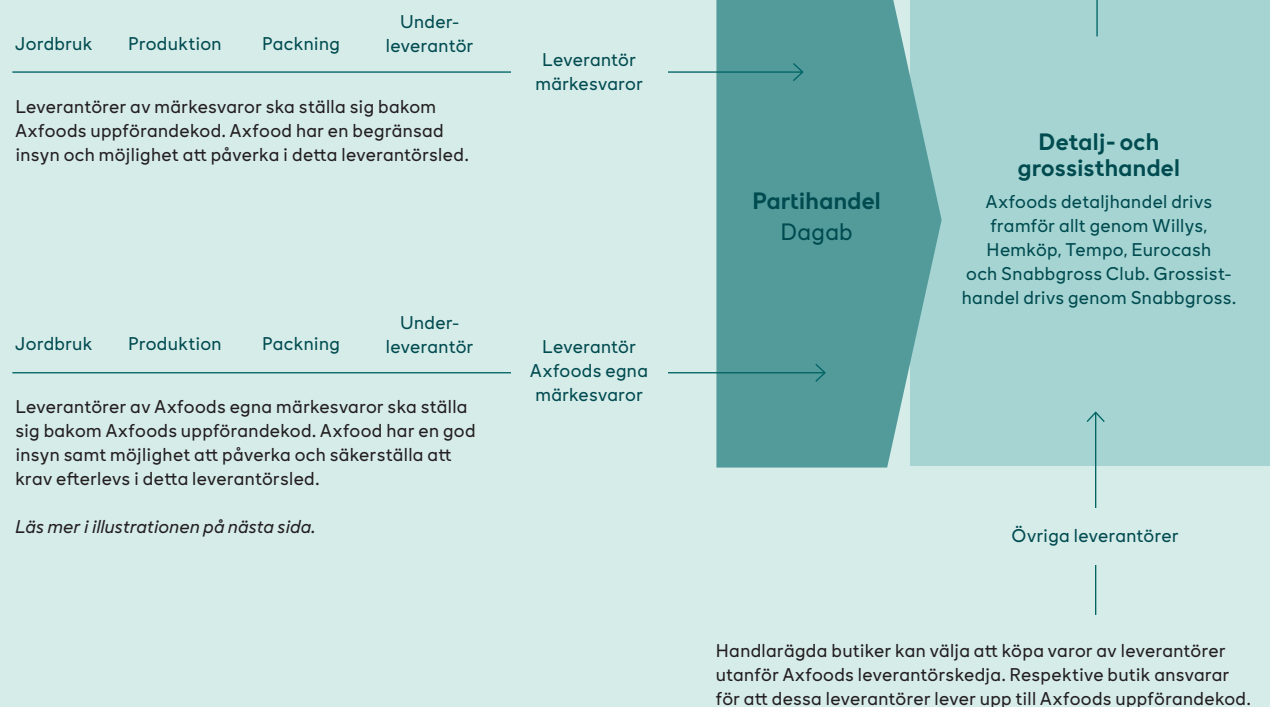 Jordbruk
Produktion
Packning
Under-
leverantör
Leverantör
märkesvaror
Leverantörer av märkesvaror ska ställa sig bakom
Axfoods uppförandekod. Axfood har en begränsad
insyn och möjlighet att påverka i detta leverantörsled.
Jordbruk
Produktion
Packning
Under-
leverantör
Leverantör
Axfoods egna
märkesvaror
Leverantörer av Axfoods egna märkesvaror ska ställa
sig bakom Axfoods uppförandekod. Axfood har en god
insyn samt möjlighet att påverka och säkerställa att
krav efterlevs i detta leverantörsled.
Läs mer i illustrationen på nästa sida.
Partihandel
Dagab
Detalj- och
grossisthandel
Axfoods detaljhandel drivs
framför allt genom Willys,
Hemköp, Tempo, Eurocash
och Snabbgross Club. Grossist-
handel drivs genom Snabbgross.
Övriga leverantörer
Handlarägda butiker kan välja att köpa varor av leverantörer
utanför Axfoods leverantörskedja. Respektive butik ansvarar
för att dessa leverantörer lever upp till Axfoods uppförandekod.